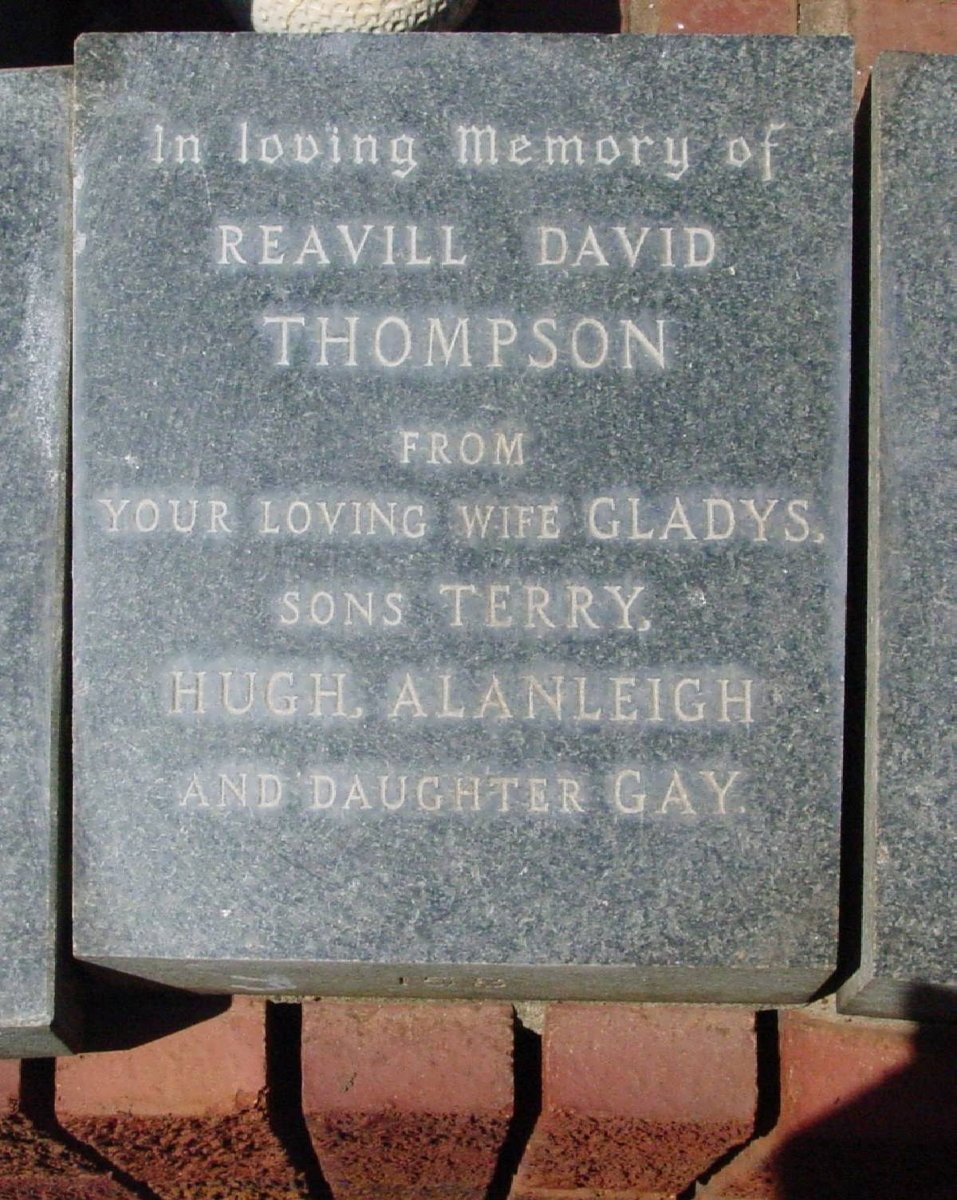 In loving Memory of
REAVILL DAVID
THOMPSON
FROM
YOUR LOVING WIFE GLADYS,
SONS TERRY,
HUGH, ALANLEIGH
AND DAUGHTER GAY.